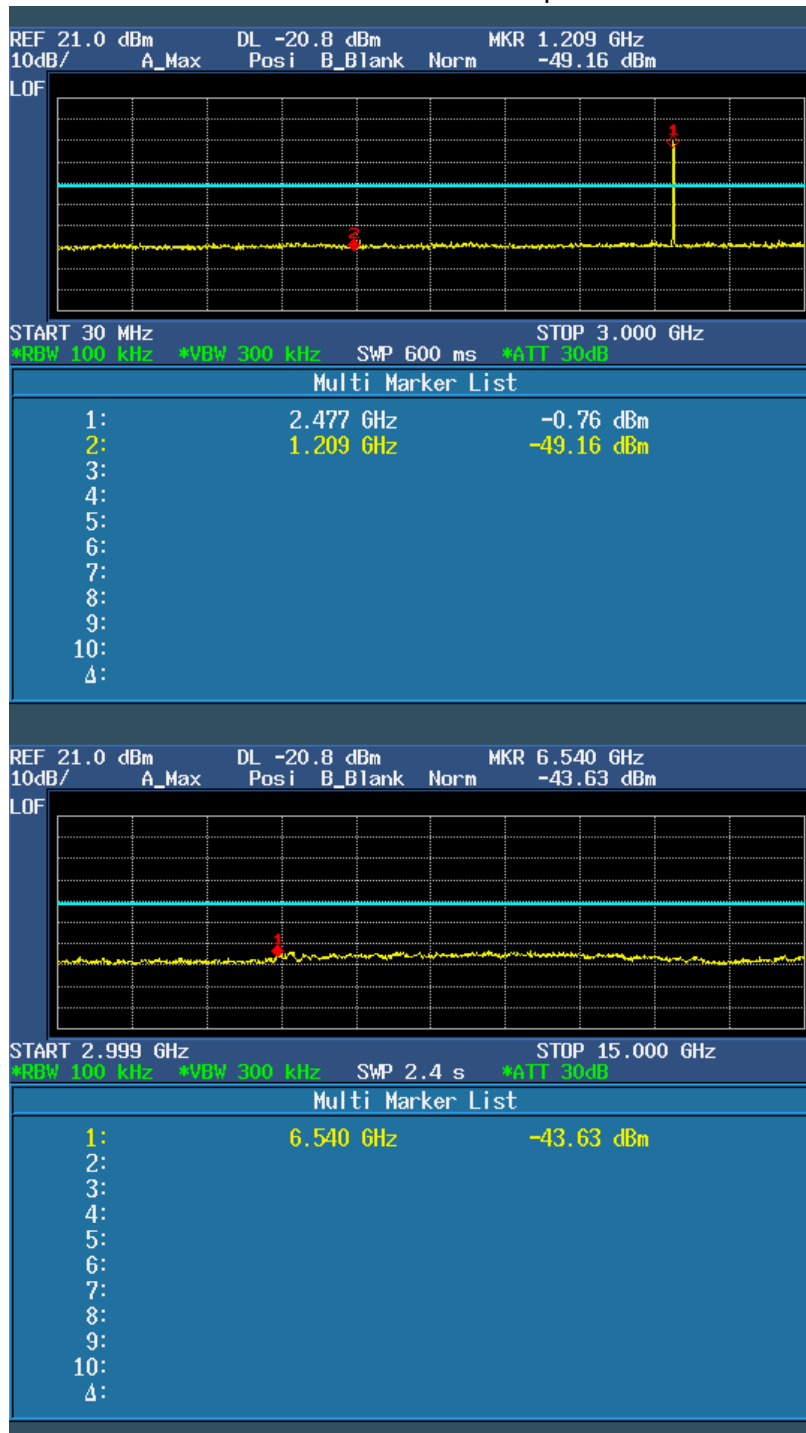 REF 21.0 dBm DL -20.8 dBm MKR 1.209 GHz
10dB/ A_Max Posi B_Blank Norm -49.16 dBm
LOF
1
2
START 30 MHz STOP 3.000 GHz
*RBW 100 kHz *VBW 300 kHz SWP 600 ms *ATT 30dB
Multi Marker List
1: 2.477 GHz -0.76 dBm
2: 1.209 GHz -49.16 dBm
3:
4:
5:
6:
7:
8:
9:
10:
Δ:
REF 21.0 dBm DL -20.8 dBm MKR 6.540 GHz
10dB/ A_Max Posi B_Blank Norm -43.63 dBm
LOF
1
START 2.999 GHz STOP 15.000 GHz
*RBW 100 kHz *VBW 300 kHz SWP 2.4 s *ATT 30dB
Multi Marker List
1: 6.540 GHz -43.63 dBm
2:
3:
4:
5:
6:
7:
8:
9:
10:
Δ: